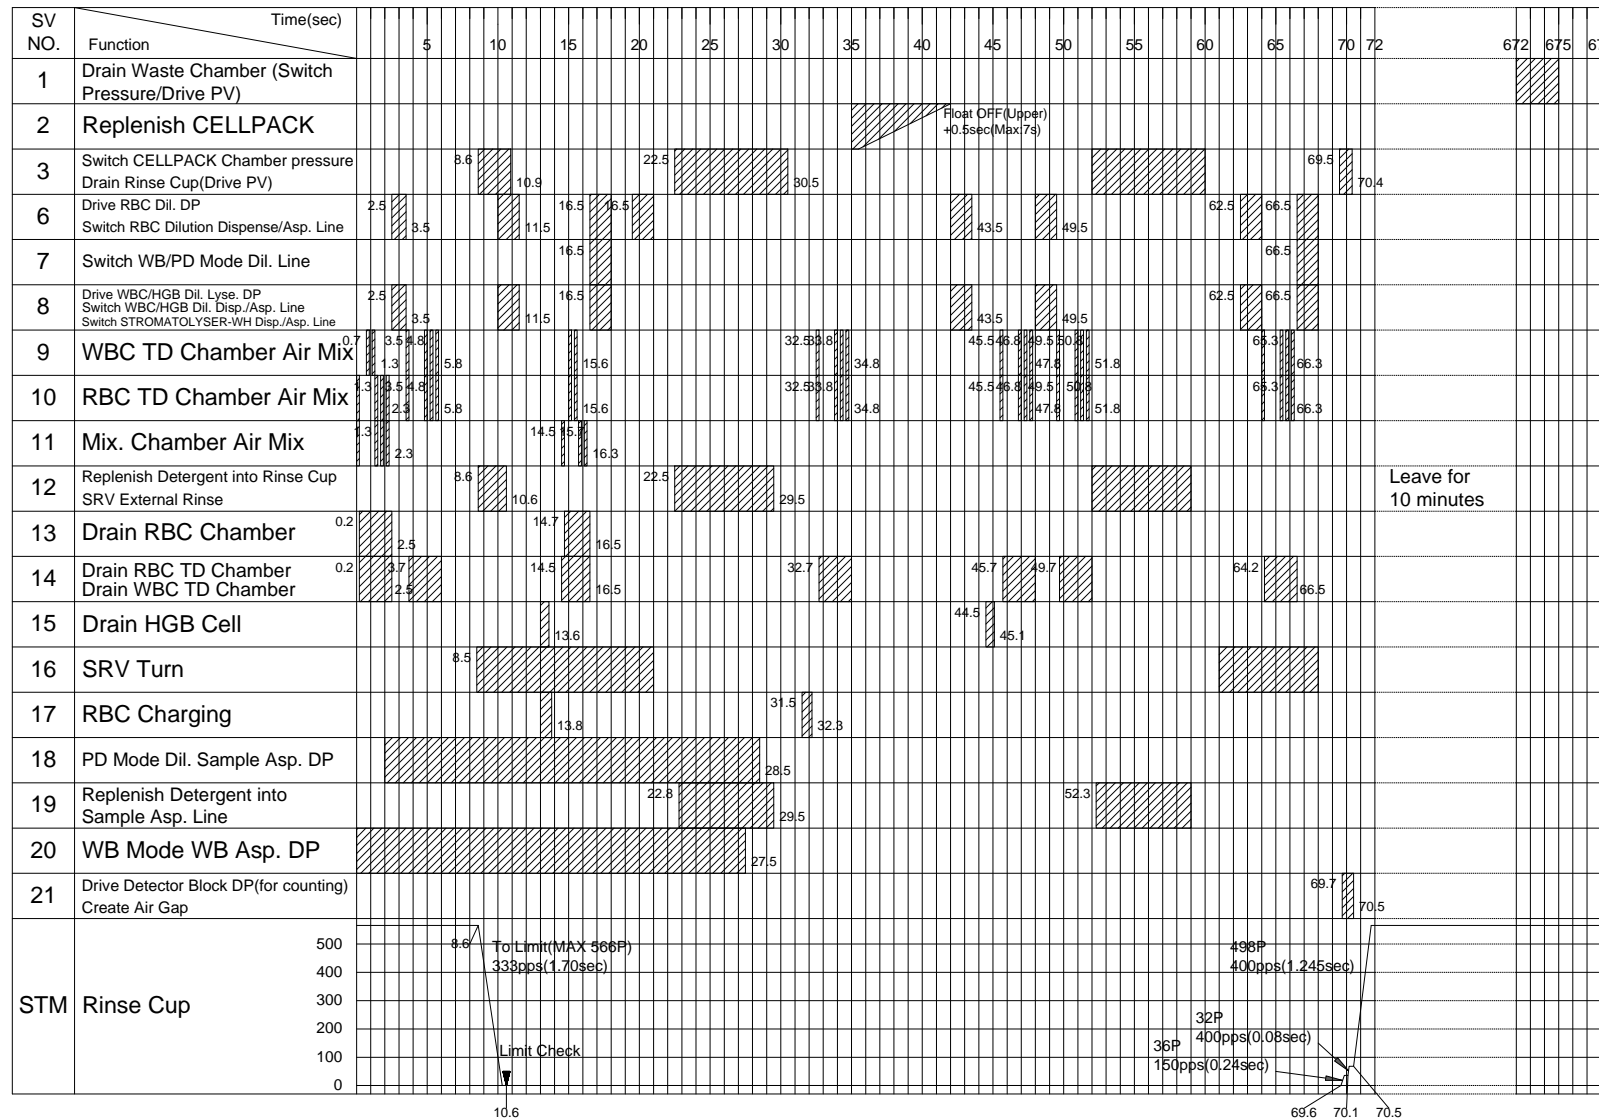 SV Time(sec)
NO. Function 5 10 15 20 25 30 35 40 45 50 55 60 65 70 72 672 675
1 Drain Waste Chamber (Switch
Pressure/Drive PV)
2 Replenish CELLPACK Float OFF(Upper)
+0.5sec(Max:7s)
3 Switch CELLPACK Chamber pressure 8.6 22.5 69.5
Drain Rinse Cup(Drive PV) 10.9 30.5 70.4
6 Drive RBC Dil. DP 2.5 16.5 16.5 62.5 66.5
Switch RBC Dilution Dispense/Asp. Line 3.5 11.5 43.5 49.5
7 Switch WB/PD Mode Dil. Line 16.5 66.5
8 Drive WBC/HGB Dil. Lyse. DP 2.5 16.5 62.5 66.5
Switch WBC/HGB Dil. Disp./Asp. Line
Switch STROMATOLYSER-WH Disp./Asp. Line 3.5 11.5 43.5 49.5
9 WBC TD Chamber Air Mix 0.7 3.5 4.8 32.5 33.8 45.5 46.8 49.5 50.8 65.3
1.3 5.8 15.6 34.8 47.8 51.8 66.3
10 RBC TD Chamber Air Mix 1.3 3.5 4.8 32.5 33.8 45.5 46.8 49.5 50.8 65.3
2.3 5.8 15.6 34.8 47.8 51.8 66.3
11 Mix. Chamber Air Mix 1.3 14.5 15.7
2.3 16.3
12 Replenish Detergent into Rinse Cup 8.6 22.5
SRV External Rinse 10.6 29.5
Leave for
10 minutes
13 Drain RBC Chamber 0.2 14.7
2.5 16.5
14 Drain RBC TD Chamber 0.2 3.7 14.5 32.7 45.7 49.7 64.2
Drain WBC TD Chamber 2.5 16.5 66.5
15 Drain HGB Cell 44.5
13.6 45.1
16 SRV Turn 8.5
17 RBC Charging 31.5
13.8 32.3
18 PD Mode Dil. Sample Asp. DP
28.5
19 Replenish Detergent into 22.8 52.3
Sample Asp. Line 29.5
20 WB Mode WB Asp. DP
27.5
21 Drive Detector Block DP(for counting) 69.7
Create Air Gap 70.5
STM Rinse Cup
500 8.6 To Limit(MAX 566P) 498P
400 333pps(1.70sec) 400pps(1.245sec)
300
200 32P
400pps(0.08sec)
100 Limit Check 36P
150pps(0.24sec)
0
10.6 69.6 70.1 70.5